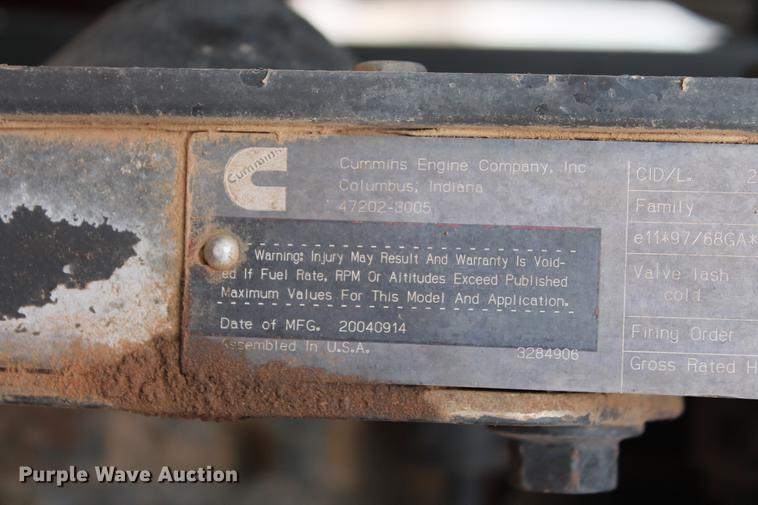 Cummins
Cummins Engine Company, Inc
Columbus, Indiana
47202-3005
Warning: Injury May Result And Warranty Is Void-
ed If Fuel Rate, RPM Or Altitudes Exceed Published
Maximum Values For This Model And Application.
Date of MFG. 20040914
Assembled In U.S.A.
3284906
CID/L. 2
Family
e11*97/68GA*
Valve lash
cold
Firing Order
Gross Rated H
Purple Wave Auction